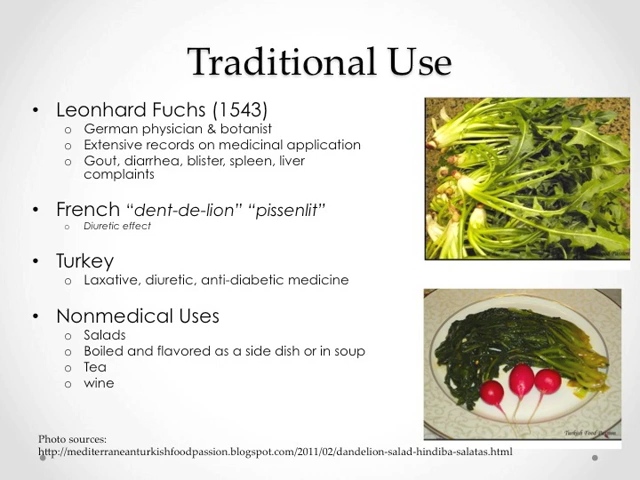 Traditional Use
• Leonhard Fuchs (1543)
o German physician & botanist
o Extensive records on medicinal application
o Gout, diarrhea, blister, spleen, liver
complaints
• French “dent-de-lion” “pissenlit”
o Diuretic effect
• Turkey
o Laxative, diuretic, anti-diabetic medicine
• Nonmedical Uses
o Salads
o Boiled and flavored as a side dish or in soup
o Tea
o wine
Turkish Food Passion
Photo sources:
http://mediterraneanturkishfoodpassion.blogspot.com/2011/02/dandelion-salad-hindiba-salatas.html